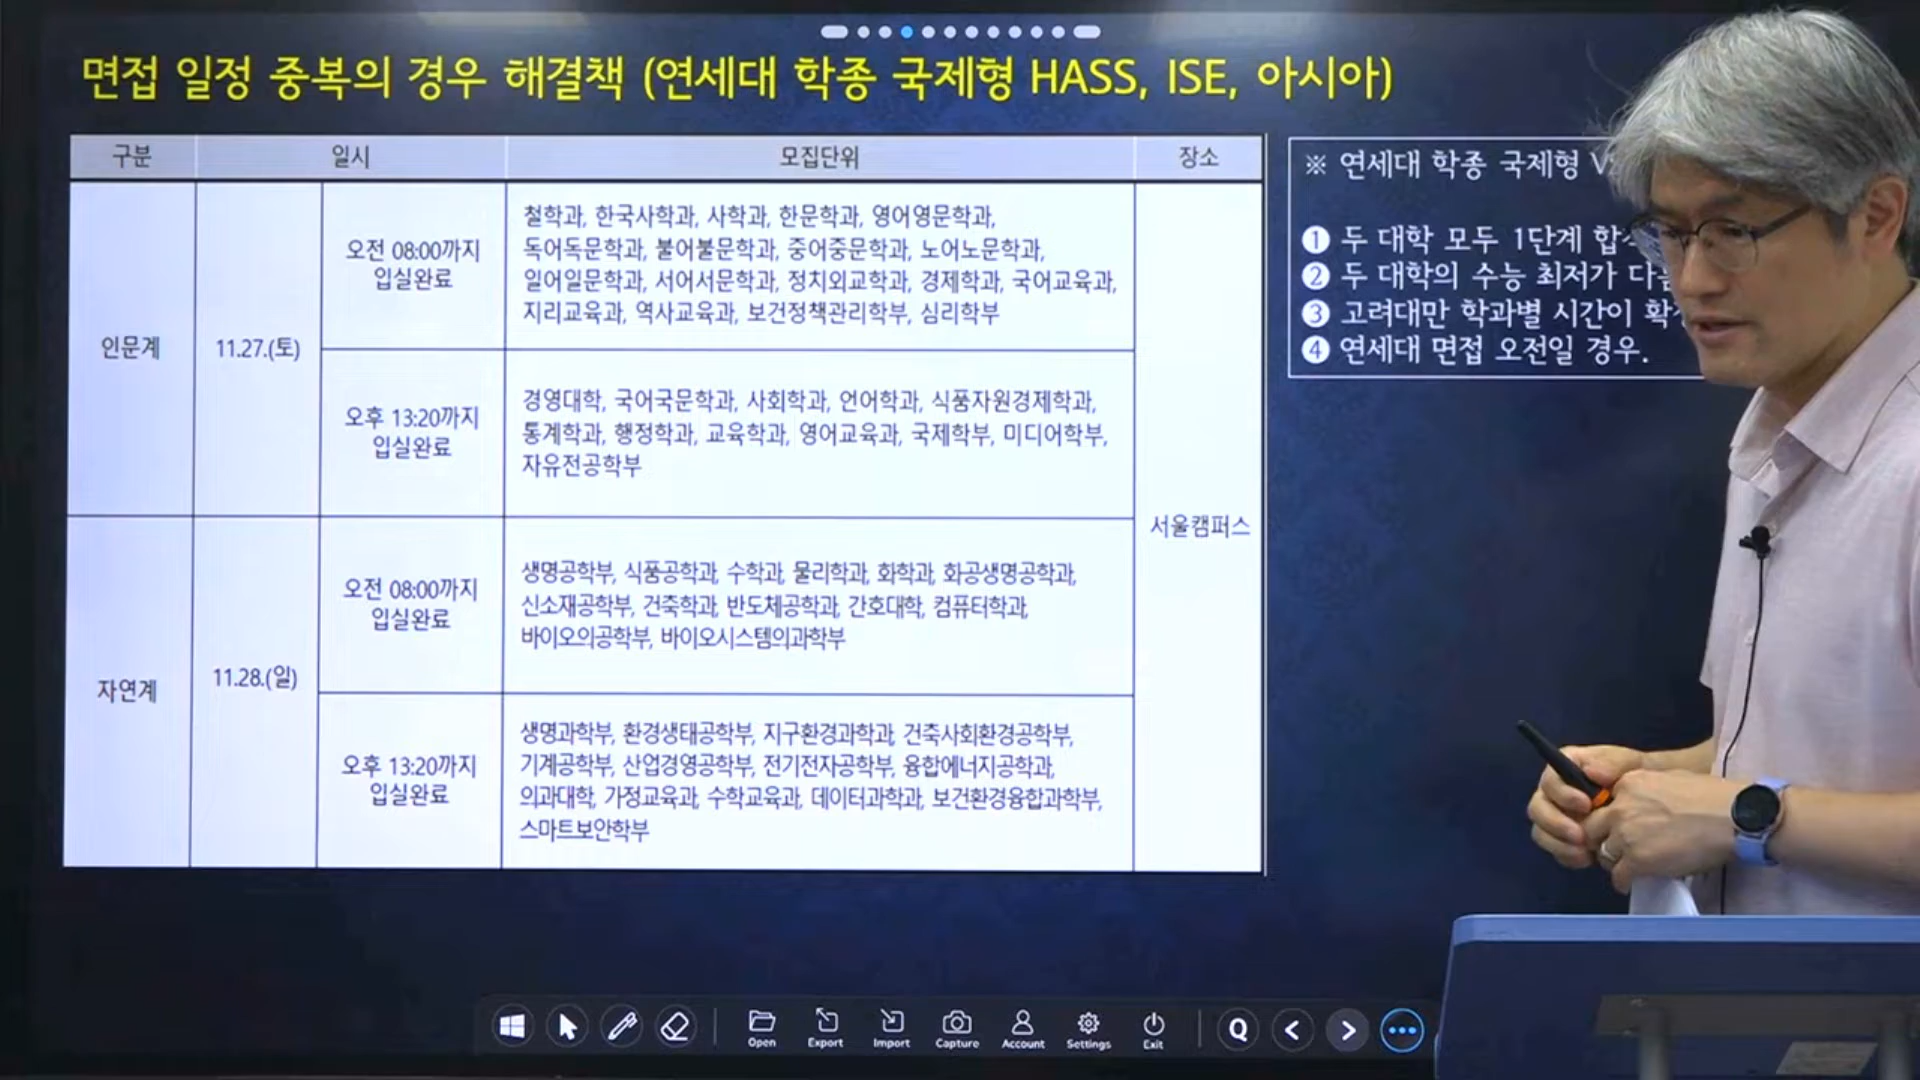 면접 일정 중복의 경우 해결책 (연세대 학종 국제형 HASS, ISE, 아시아)
구분 일시 모집단위 장소
인문계
11.27.(토)
오전 08:00까지
입실완료
철학과, 한국사학과, 사학과, 한문학과, 영어영문학과,
독어독문학과, 불어불문학과, 중어중문학과, 노어노문학과,
일어일문학과, 서어서문학과, 정치외교학과, 경제학과, 국어교육과,
지리교육과, 역사교육과, 보건정책관리학부, 심리학부
오후 13:20까지
입실완료
경영대학, 국어국문학과, 사회학과, 언어학과, 식품자원경제학과,
통계학과, 행정학과, 교육학과, 영어교육과, 국제학부, 미디어학부,
자유전공학부
자연계
11.28.(일)
오전 08:00까지
입실완료
생명공학부, 식품공학과, 수학과, 물리학과, 화학과, 화공생명공학과,
신소재공학부, 건축학과, 반도체공학과, 간호대학, 컴퓨터학과,
바이오의공학부, 바이오시스템의과학부
오후 13:20까지
입실완료
생명과학부, 환경생태공학부, 지구환경과학과, 건축사회환경공학부,
기계공학부, 산업경영공학부, 전기전자공학부, 융합에너지공학과,
의과대학, 가정교육과, 수학교육과, 데이터과학과, 보건환경융합과학부,
스마트보안학부
서울캠퍼스
※ 연세대 학종 국제형
❶ 두 대학 모두 1단계
❷ 두 대학의 수능 최저가
❸ 고려대만 학과별 시간이
❹ 연세대 면접 오전일 경우.
Open Export Import Capture Account Settings Exit